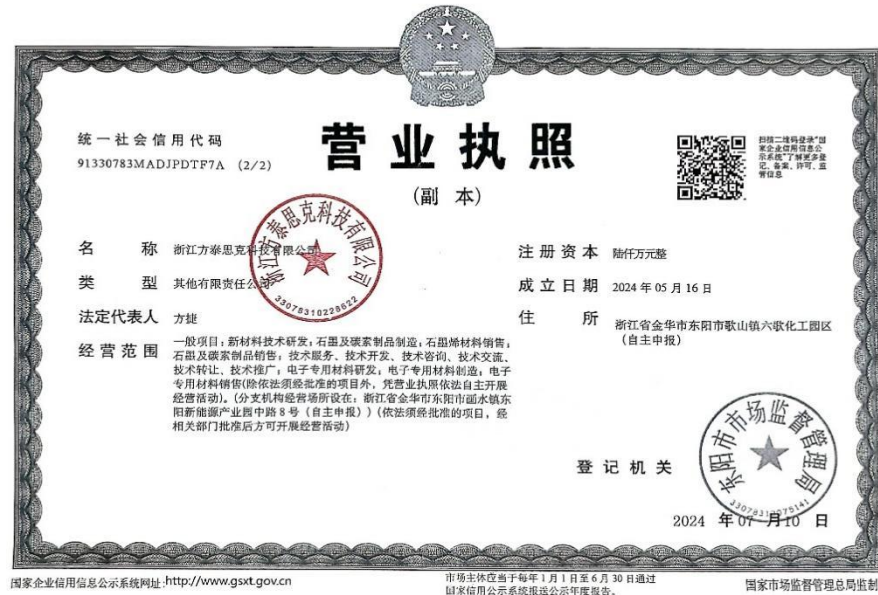 统一社会信用代码
91330783MADJPDTF7A (2/2)
营业执照
(副 本)
扫描二维码登录"国
家企业信用信息公
示系统"了解更多登
记、备案、许可、监
管信息
名 称 浙江方泰思克科技有限公司
类 型 其他有限责任公司
法定代表人 方捷
经营范围 一般项目:新材料技术研发;石墨及碳素制品制造;石墨烯材料销售;
石墨及碳素制品销售;技术服务、技术开发、技术咨询、技术交流、
技术转让、技术推广;电子专用材料研发;电子专用材料制造;电子
专用材料销售(除依法须经批准的项目外,凭营业执照依法自主开展
经营活动)。(分支机构经营场所设在:浙江省金华市东阳市画水镇东
阳新能源产业园中路8号(自主申报))(依法须经批准的项目,经
相关部门批准后方可开展经营活动)
浙江方泰思克科技有限公司
33078310228622
注册资本 陆仟万元整
成立日期 2024年05月16日
住 所 浙江省金华市东阳市歌山镇六歌化工园区
(自主申报)
登记机关
东阳市市场监督管理局
2024 年 07 月 10 日
国家企业信用信息公示系统网址:http://www.gsxt.gov.cn
市场主体应当于每年1月1日至6月30日通过
国家信用公示系统报送公示年度报告。
国家市场监督管理总局监制